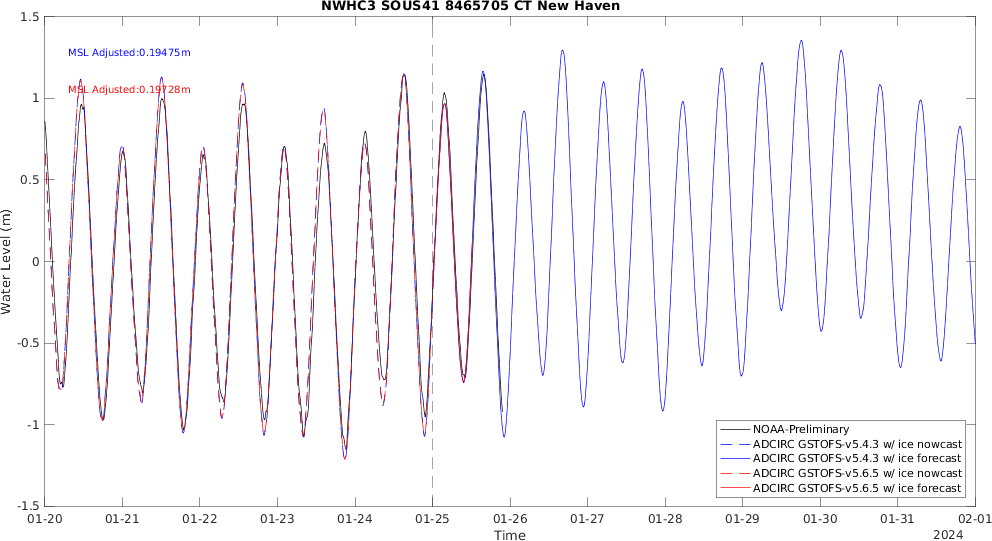 NWHC3 SOUS41 8465705 CT New Haven
1.5
MSL Adjusted:0.19475m
MSL Adjusted:0.19728m
1
0.5
0
-0.5
-1
-1.5
Water Level (m)
NOAA-Preliminary
ADCIRC GSTOFS-v5.4.3 w/ ice nowcast
ADCIRC GSTOFS-v5.4.3 w/ ice forecast
ADCIRC GSTOFS-v5.6.5 w/ ice nowcast
ADCIRC GSTOFS-v5.6.5 w/ ice forecast
01-20 01-21 01-22 01-23 01-24 01-25 01-26 01-27 01-28 01-29 01-30 01-31 02-01
Time
2024